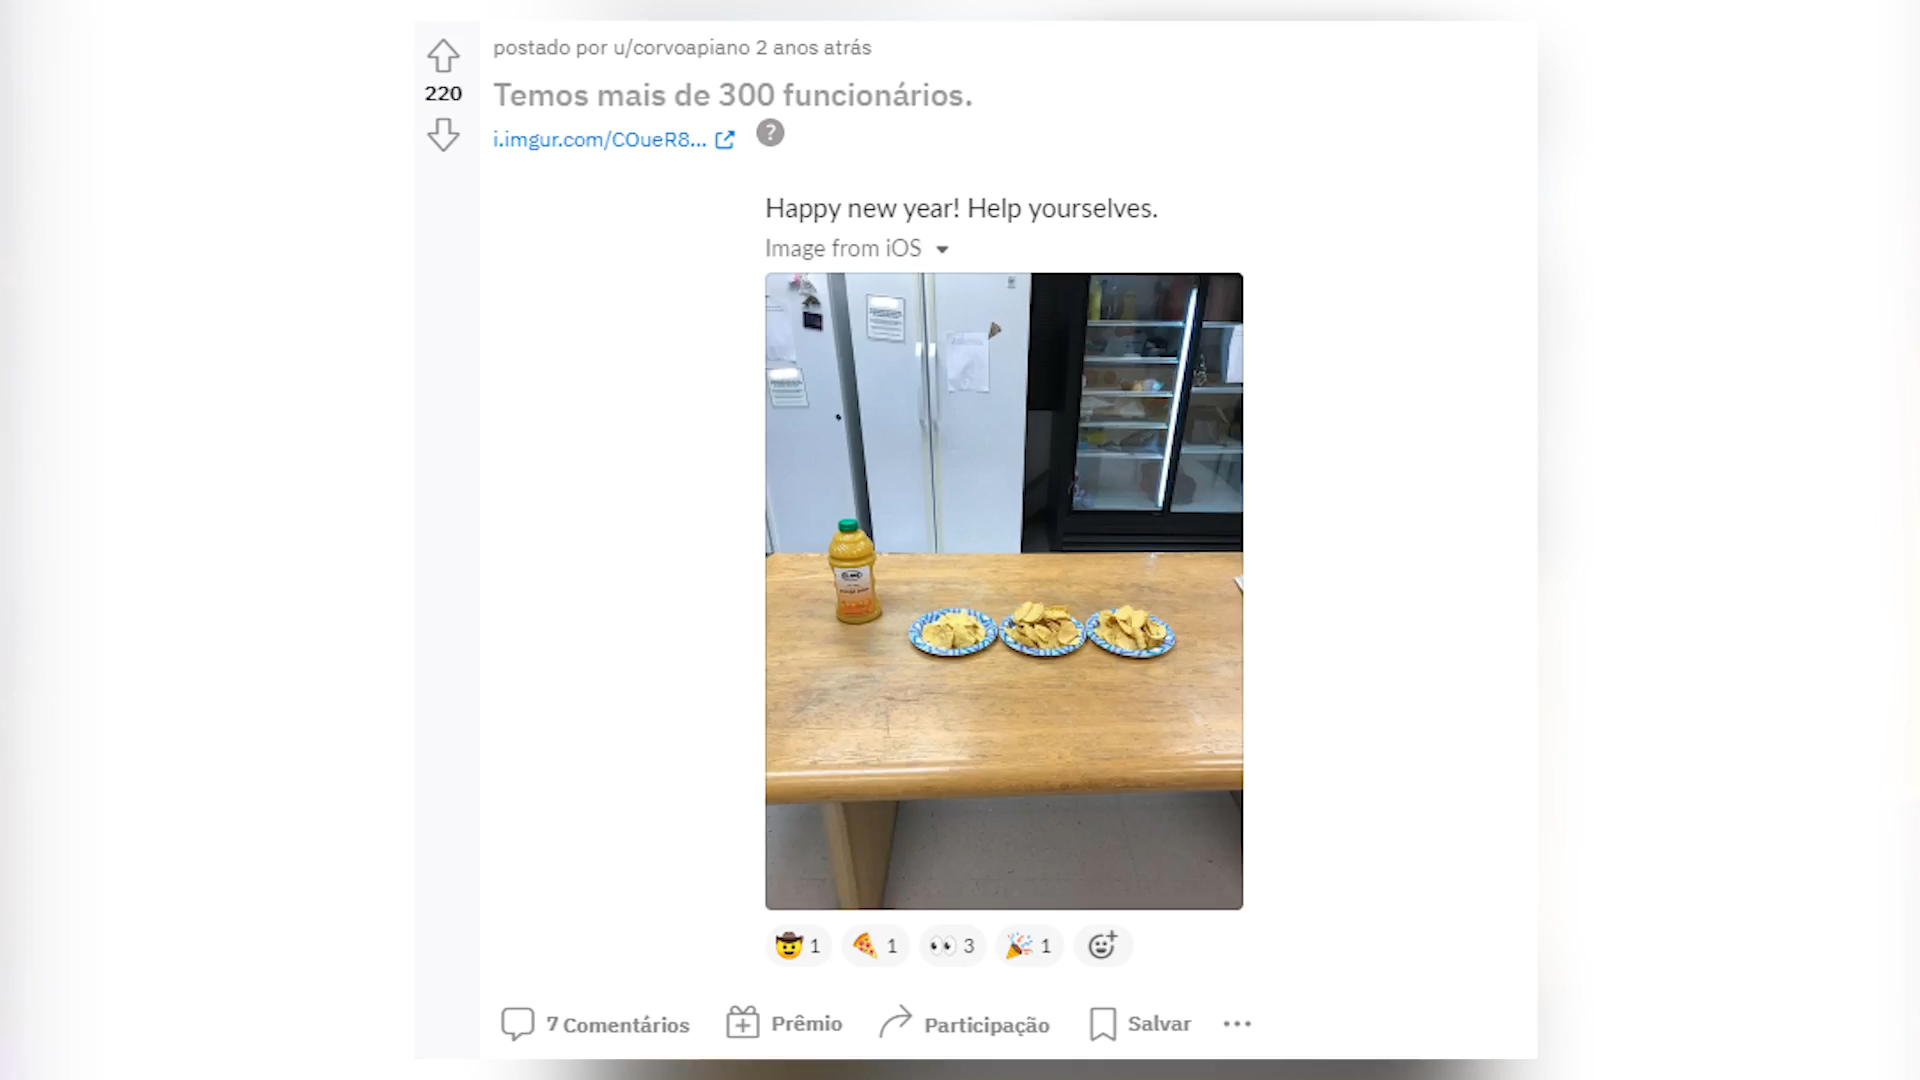 postado por u/corvoapiano 2 anos atrás
220
Temos mais de 300 funcionários.
i.imgur.com/COueR8...
?
Happy new year! Help yourselves.
Image from iOS
1
1
3
1
7 Comentários
Prêmio
Participação
Salvar